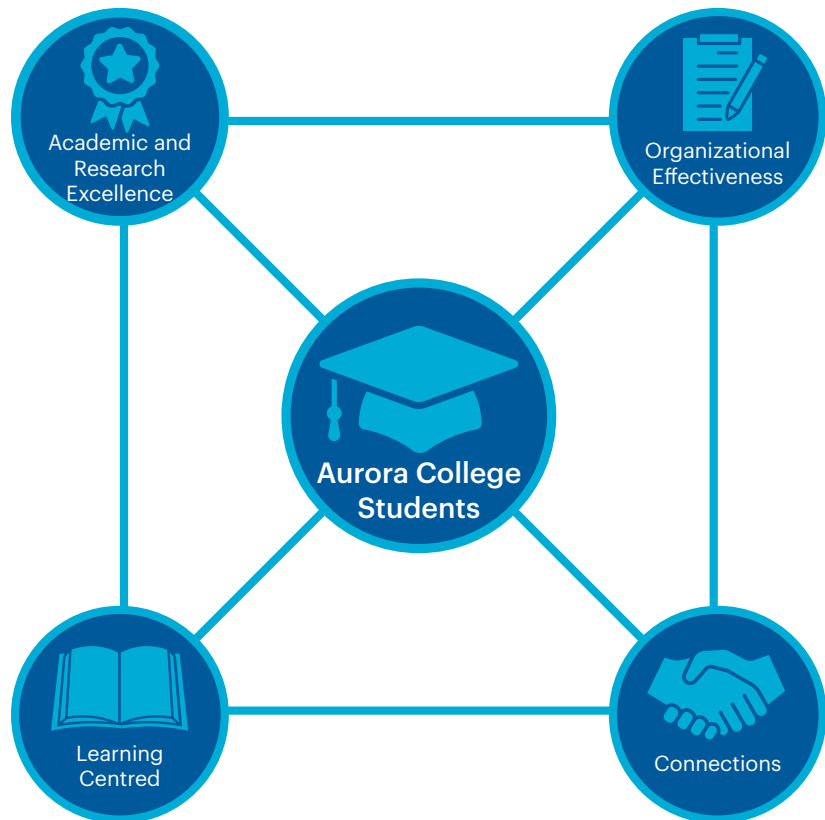 Academic and
Research
Excellence
Organizational
Effectiveness
Aurora College
Students
Learning
Centred
Connections